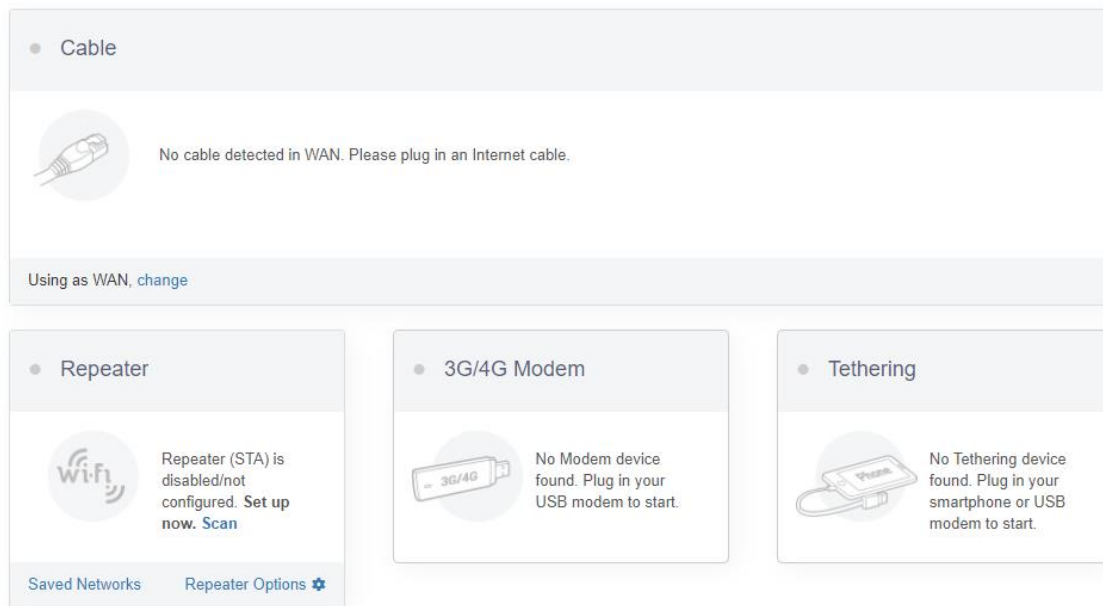 Cable
No cable detected in WAN. Please plug in an Internet cable.
Using as WAN, change
Repeater
Wi-Fi
Repeater (STA) is
disabled/not
configured. Set up
now. Scan
Saved Networks
Repeater Options
3G/4G Modem
3G/4G
No Modem device
found. Plug in your
USB modem to start.
Tethering
Phone
No Tethering device
found. Plug in your
smartphone or USB
modem to start.